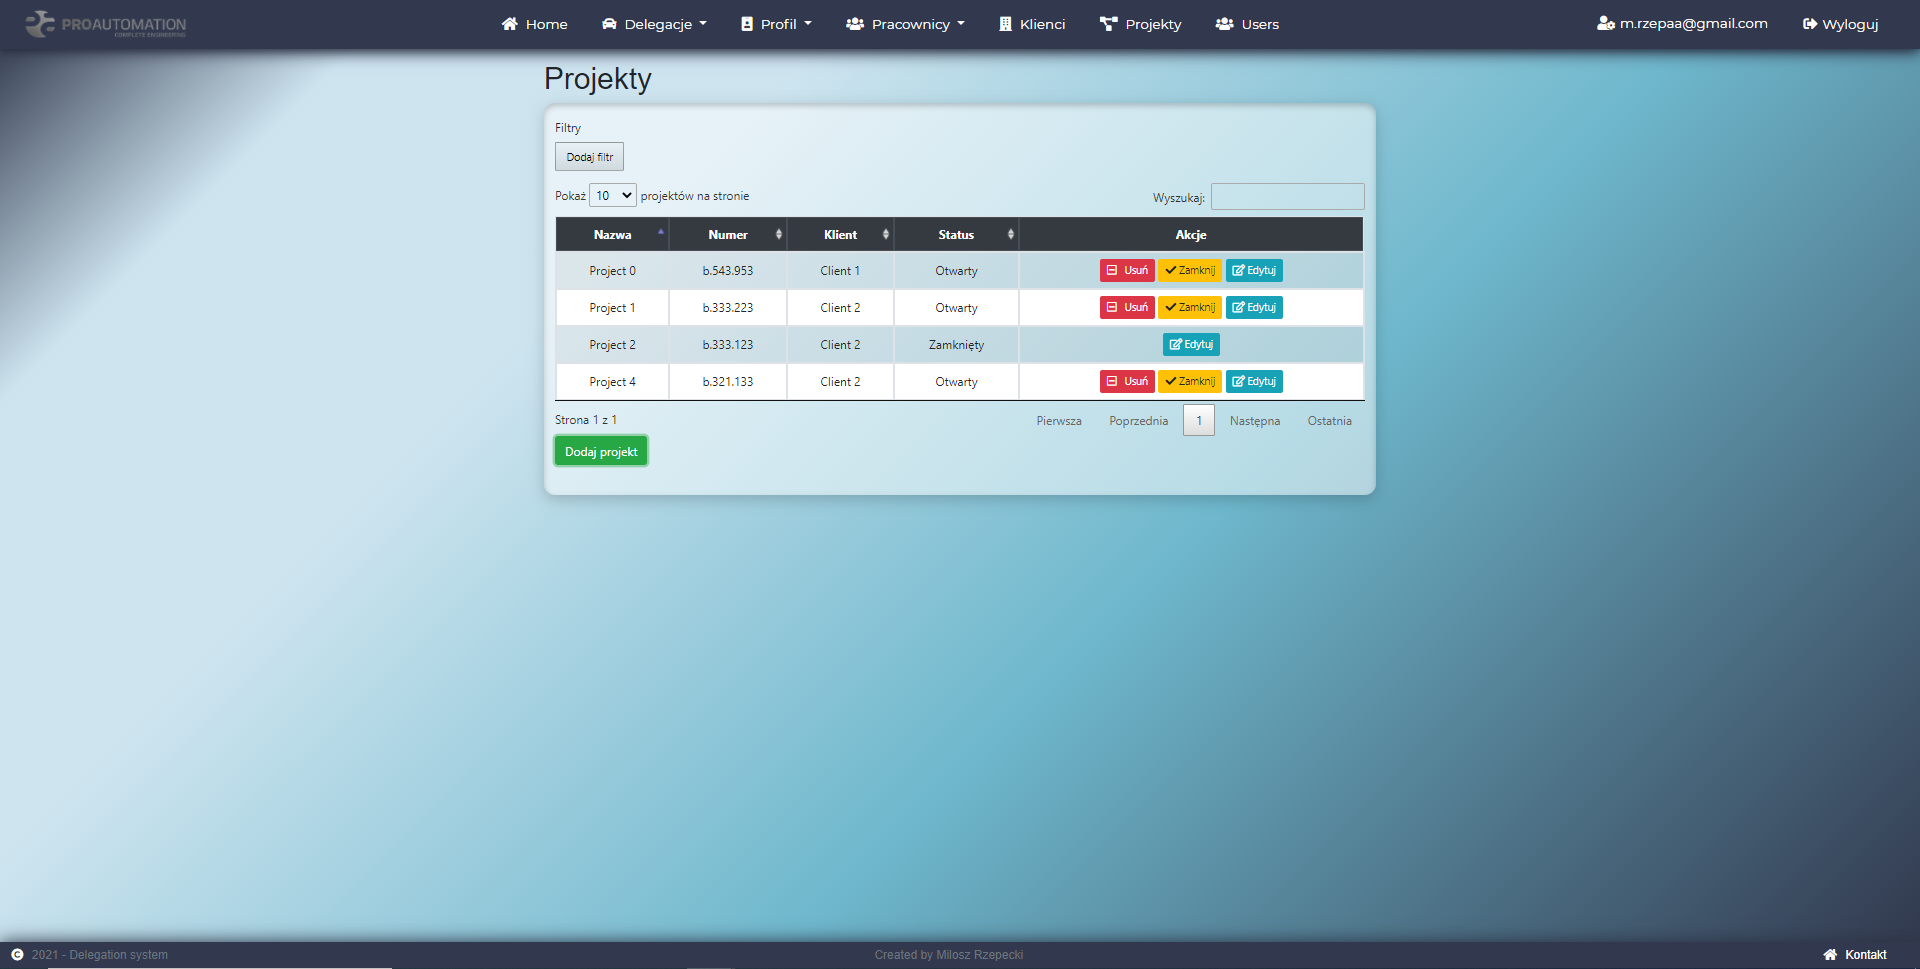 PROAUTOMATION
COMPLETE ENGINEERING
Home Delegacje Profil Pracownicy Klienci Projekty Users m.rzepaa@gmail.com Wyloguj
Projekty
Filtry
Dodaj filtr
Pokaż 10 projektów na stronie Wyszukaj:
Nazwa Numer Klient Status Akcje
Project 0 b.543.953 Client 1 Otwarty Usuń Zamknij Edytuj
Project 1 b.333.223 Client 2 Otwarty Usuń Zamknij Edytuj
Project 2 b.333.123 Client 2 Zamknięty Edytuj
Project 4 b.321.133 Client 2 Otwarty Usuń Zamknij Edytuj
Strona 1 z 1 Pierwsza Poprzednia 1 Następna Ostatnia
Dodaj projekt
2021 - Delegation system Created by Milosz Rzepecki Kontakt